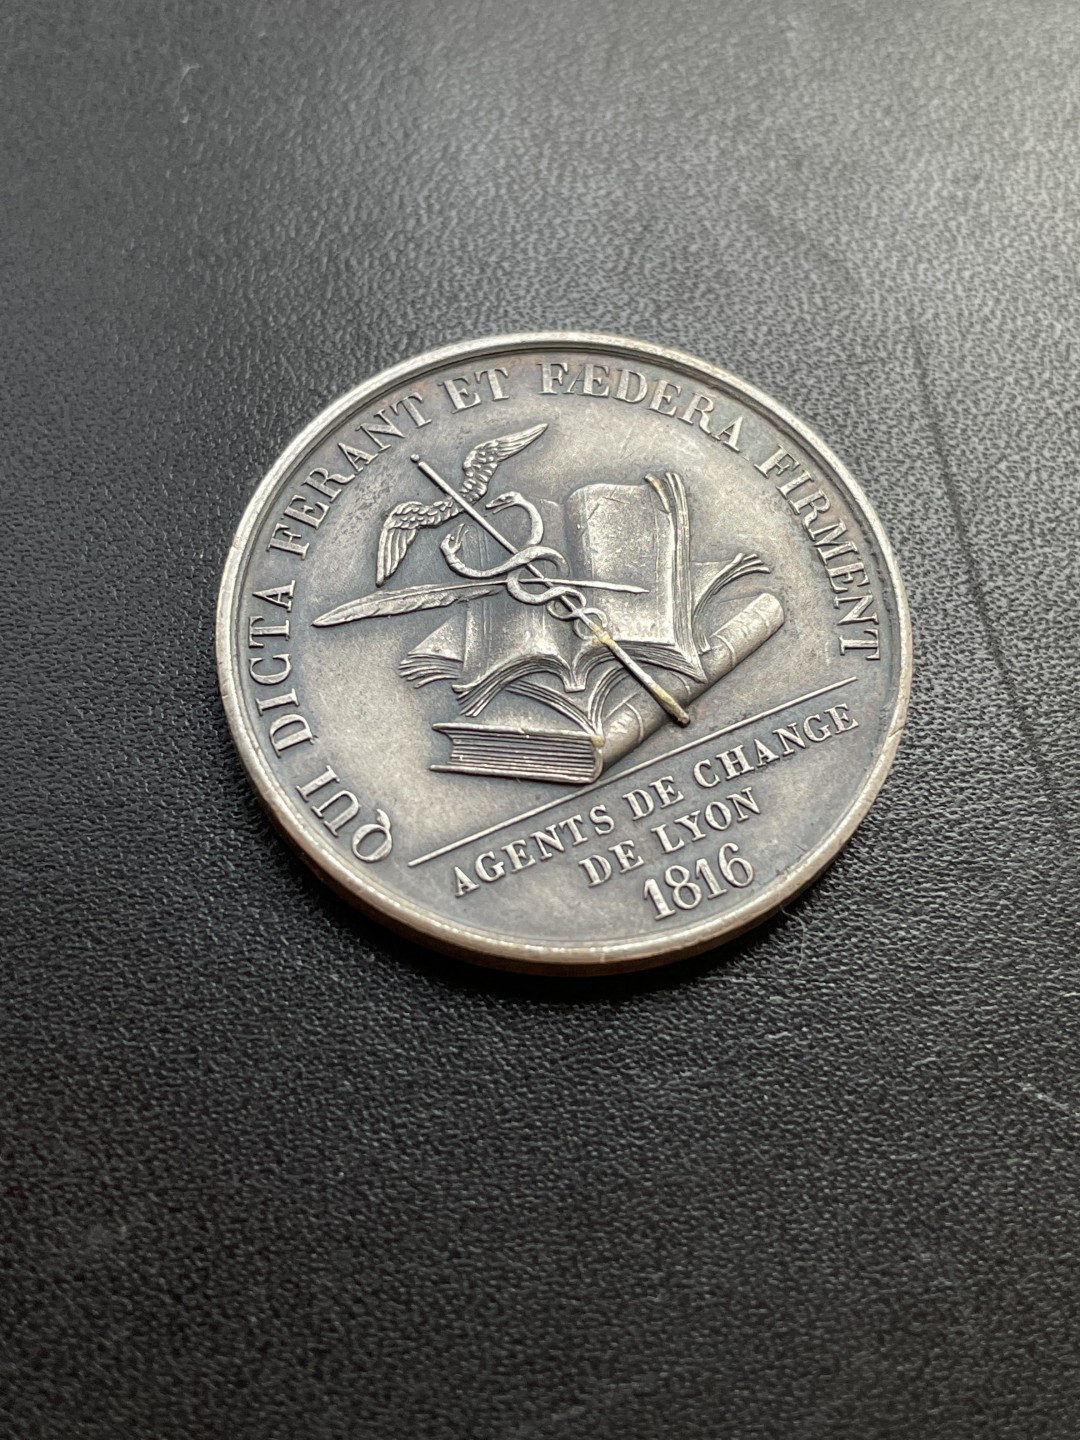 QUI DICTA FERANT ET FÆDERA FIRMENT
AGENTS DE CHANGE
DE LYON
1816